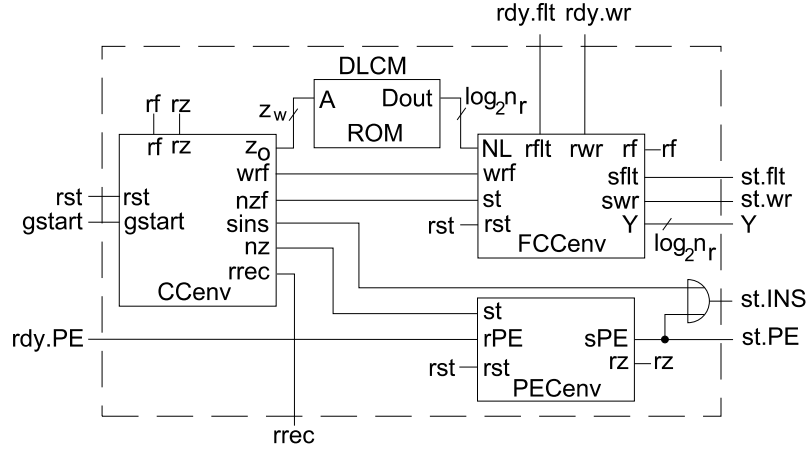 rdy.flt rdy.wr
DLCM
A Dout
ROM
zw
log2nr
rf rz
rf rz
zo
wrf
nzf
sins
nz
rrec
rst
gstart
rst
gstart
CCenv
NL rflt rwr rf
wrf
st
rst
rst
sflt
swr
Y
FCCenv
rf
st.flt
st.wr
Y
log2nr
st.INS
st
rPE
rst
rst
sPE
rz
rz
PECenv
rdy.PE
st.PE
rrec